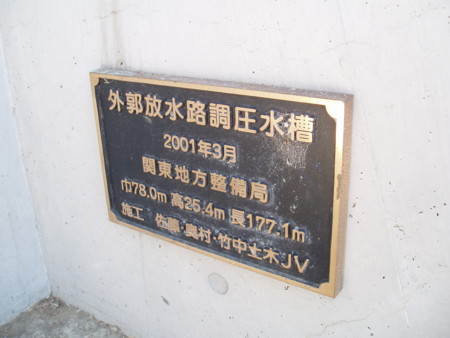 外郭放水路調圧水槽
2001年3月
関東地方整備局
巾78.0m 高25.4m 長177.1m
施工 佐藤・奥村・竹中土木JV